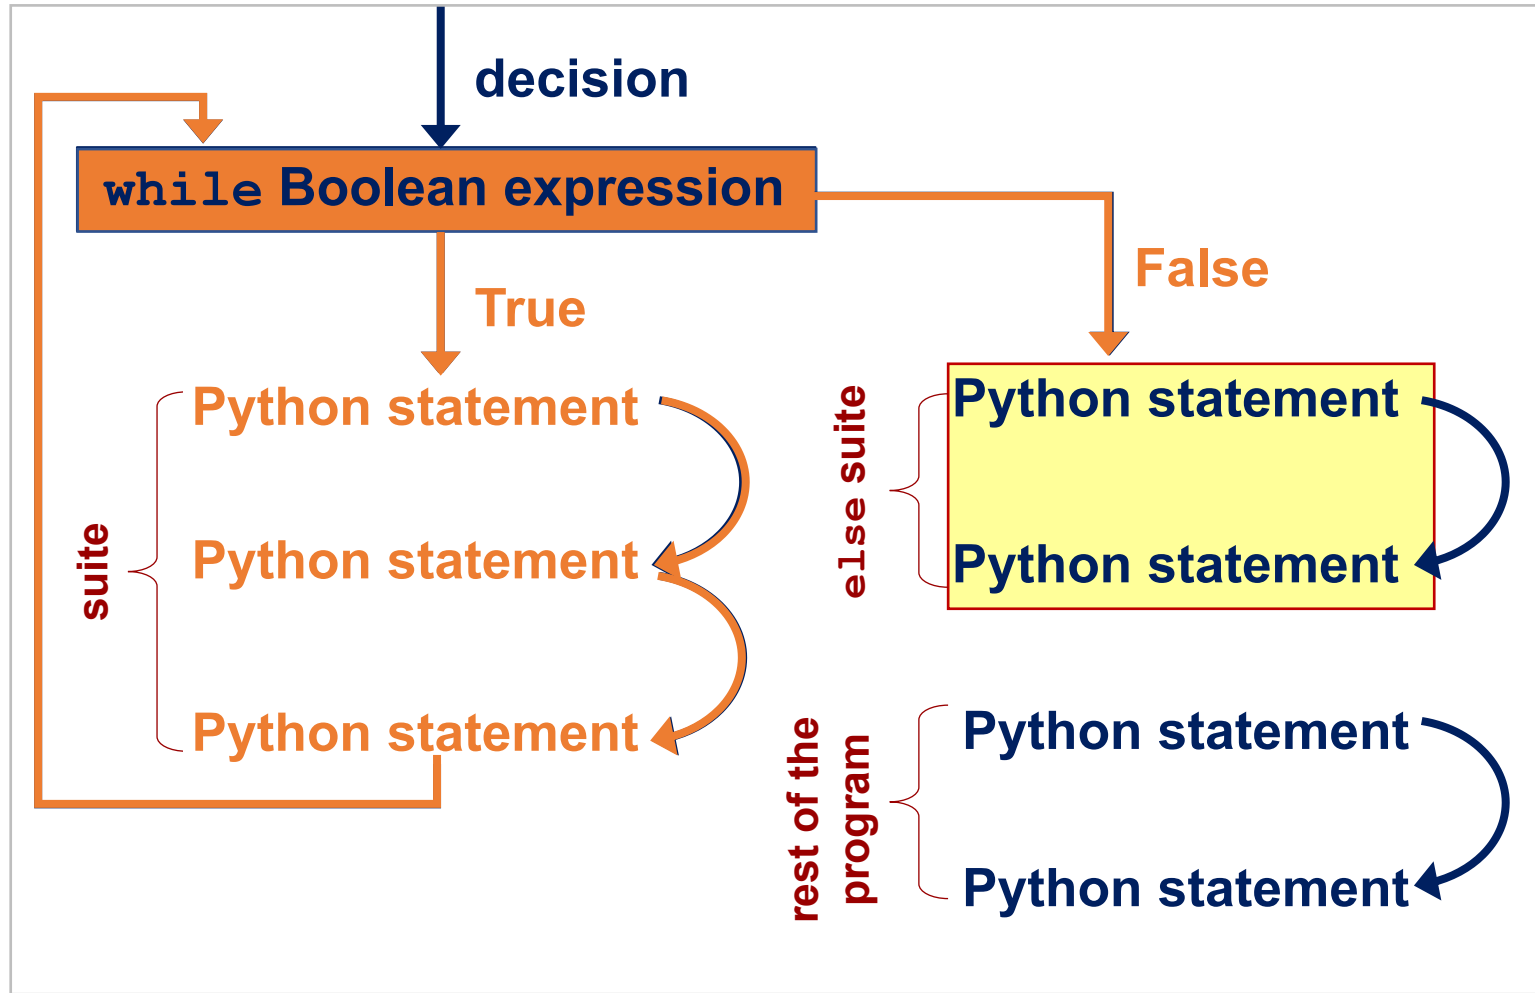 decision
while Boolean expression
True
False
suite
Python statement
Python statement
Python statement
else suite
Python statement
Python statement
rest of the
program
Python statement
Python statement